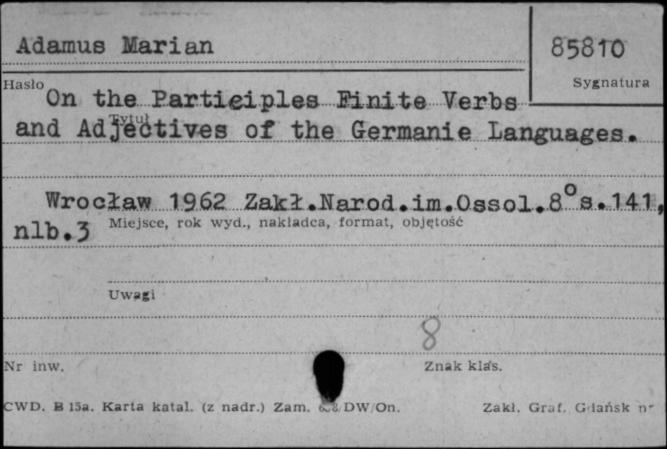 Adamus Marian
85810
Hasło
Sygnatura
On the Partieiples Finite Verbs
Tytuł
and Adjectives of the Germanie Languages.
Wrocław 1962 Zakł.Narod.im.Ossol.8° s.141,
nlb.3
Miejsce, rok wyd., nakładca, format, objętość
Uwagi
8
Nr inw.
Znak klas.
CWD. B 15a. Karta katal. (z nadr.) Zam. DW/On.
Zakł. Graf. Gdańsk